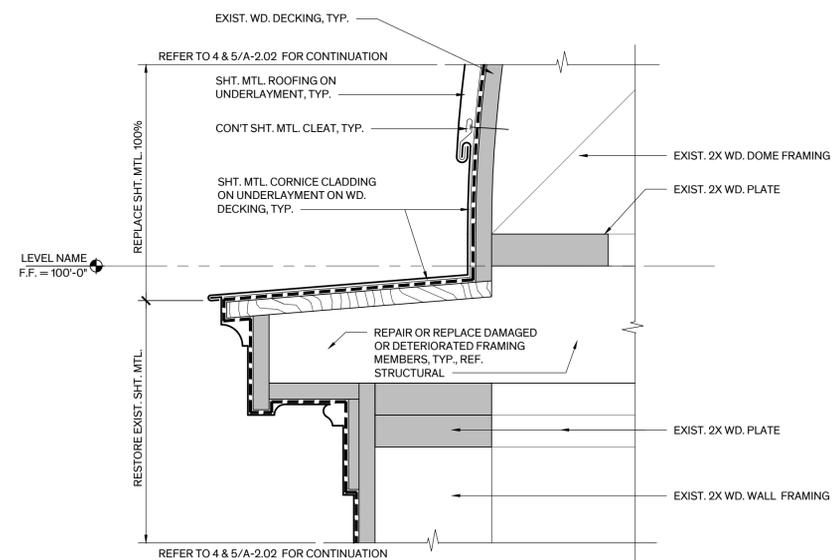 EXIST. WD. DECKING, TYP.
REFER TO 4 & 5/A-2.02 FOR CONTINUATION
SHT. MTL. ROOFING ON
UNDERLAYMENT, TYP.
CON'T SHT. MTL. CLEAT, TYP.
REPLACE SHT. MTL. 100%
EXIST. 2X WD. DOME FRAMING
SHT. MTL. CORNICE CLADDING
ON UNDERLAYMENT ON WD.
DECKING, TYP.
EXIST. 2X WD. PLATE
LEVEL NAME
F.F. = 100'-0"
REPAIR OR REPLACE DAMAGED
OR DETERIORATED FRAMING
MEMBERS, TYP., REF.
STRUCTURAL
RESTORE EXIST. SHT. MTL.
EXIST. 2X WD. PLATE
EXIST. 2X WD. WALL FRAMING
REFER TO 4 & 5/A-2.02 FOR CONTINUATION